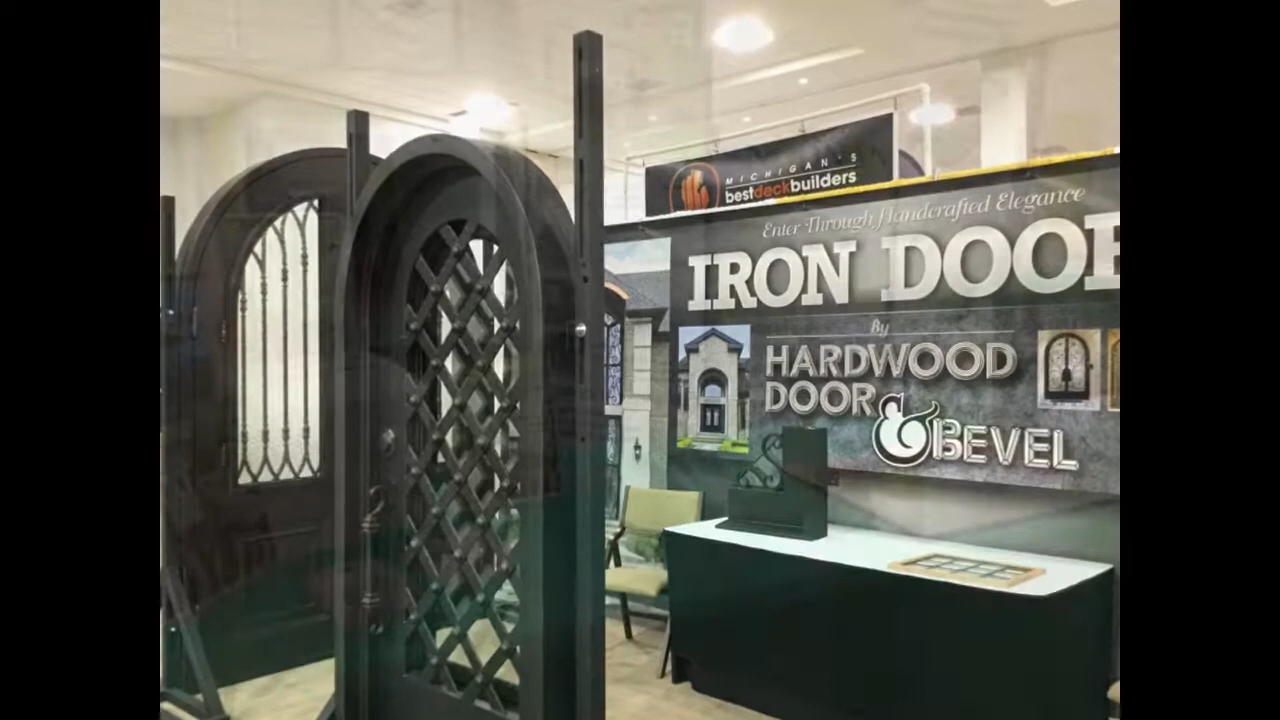 MICHIGAN'S
bestdeckbuilders
Enter Through Handcrafted Elegance
IRON DOOR
By
HARDWOOD
DOOR
& BEVEL